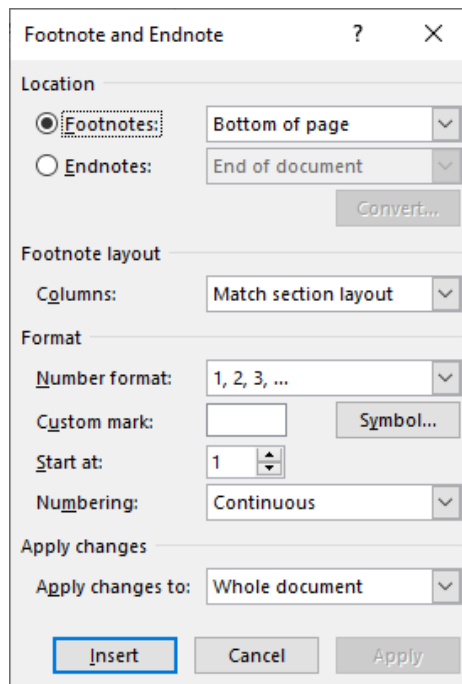 Footnote and Endnote ?
Location
Footnotes: Bottom of page
Endnotes: End of document
Convert...
Footnote layout
Columns: Match section layout
Format
Number format: 1, 2, 3, ...
Custom mark: Symbol...
Start at: 1
Numbering: Continuous
Apply changes
Apply changes to: Whole document
Insert Cancel Apply